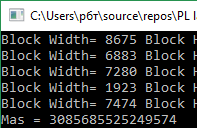 C:\Users\рбт\source\repos\PL l
Block Width= 8675 Block H
Block Width= 6883 Block H
Block Width= 7280 Block H
Block Width= 1923 Block H
Block Width= 7474 Block H
Mas = 3085685525249574